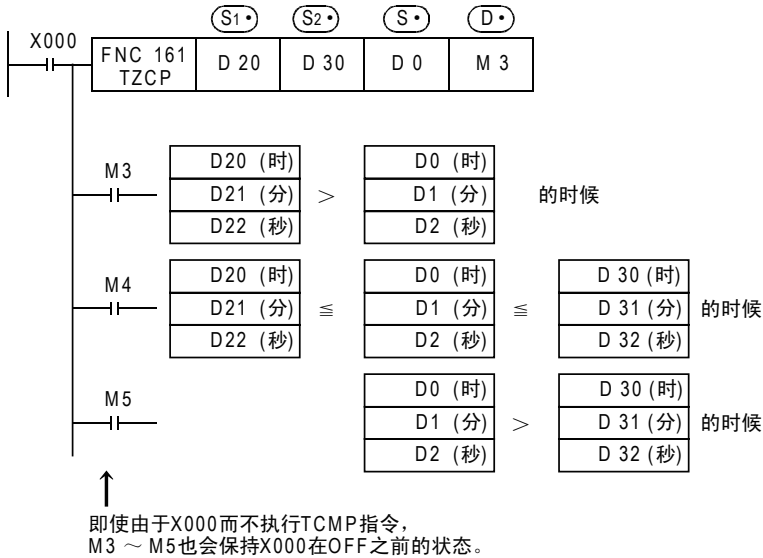 S1· S2· S· D·
X000 FNC 161 TZCP D 20 D 30 D 0 M 3
M3 D20 (时) D0 (时)
D21 (分) > D1 (分) 的时候
D22 (秒) D2 (秒)
M4 D20 (时) D0 (时) D 30 (时)
D21 (分) ≦ D1 (分) ≦ D 31 (分) 的时候
D22 (秒) D2 (秒) D 32 (秒)
M5 D0 (时) D 30 (时)
D1 (分) > D 31 (分) 的时候
D2 (秒) D 32 (秒)
即使由于X000而不执行TCMP指令,
M3 ～ M5也会保持X000在OFF之前的状态。